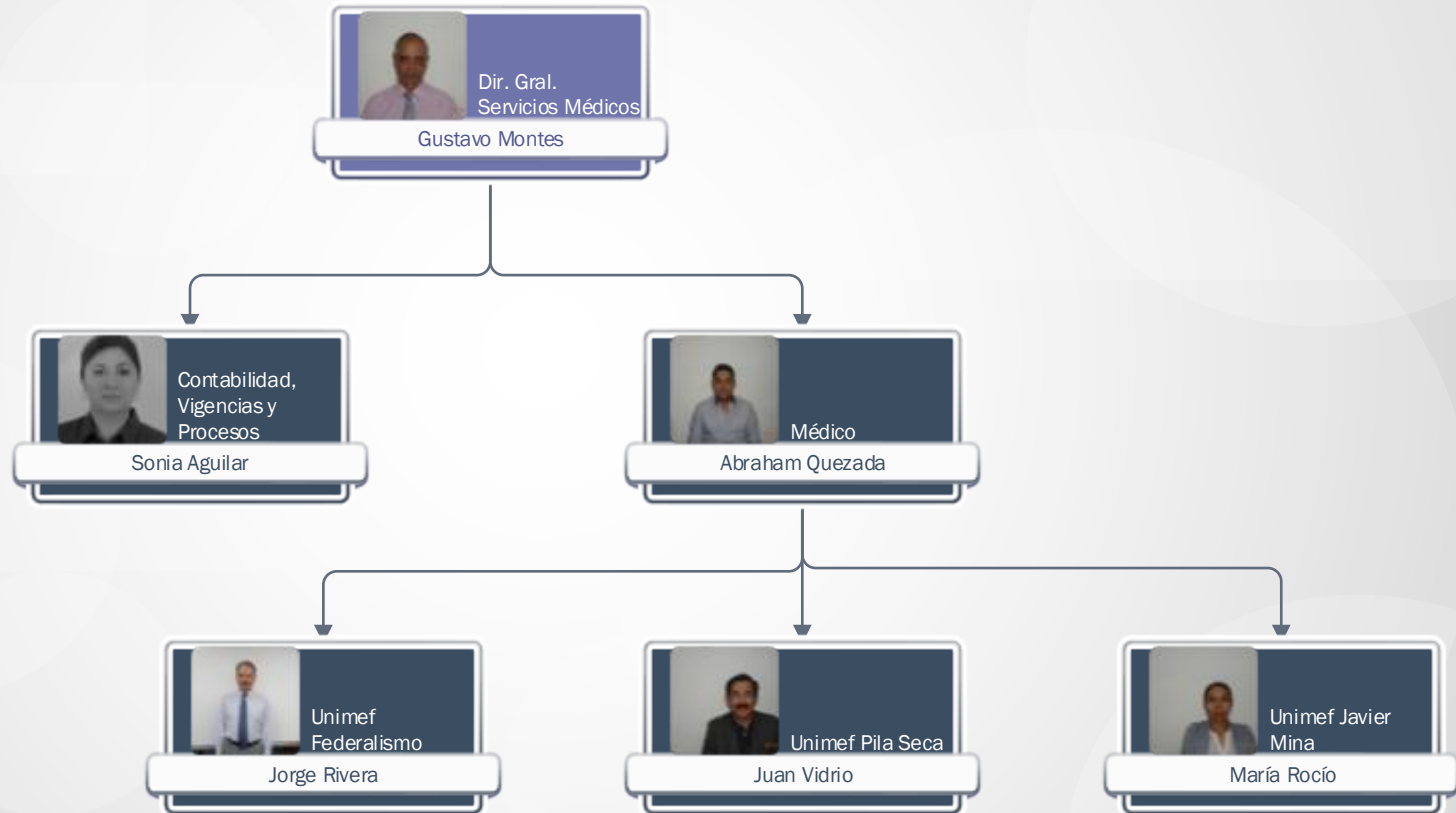 Dir. Gral.
Servicios Médicos
Gustavo Montes
Contabilidad,
Vigencias y
Procesos
Sonia Aguilar
Médico
Abraham Quezada
Unimef
Federalismo
Jorge Rivera
Unimef Pila Seca
Juan Vidrio
Unimef Javier
Mina
María Rocío